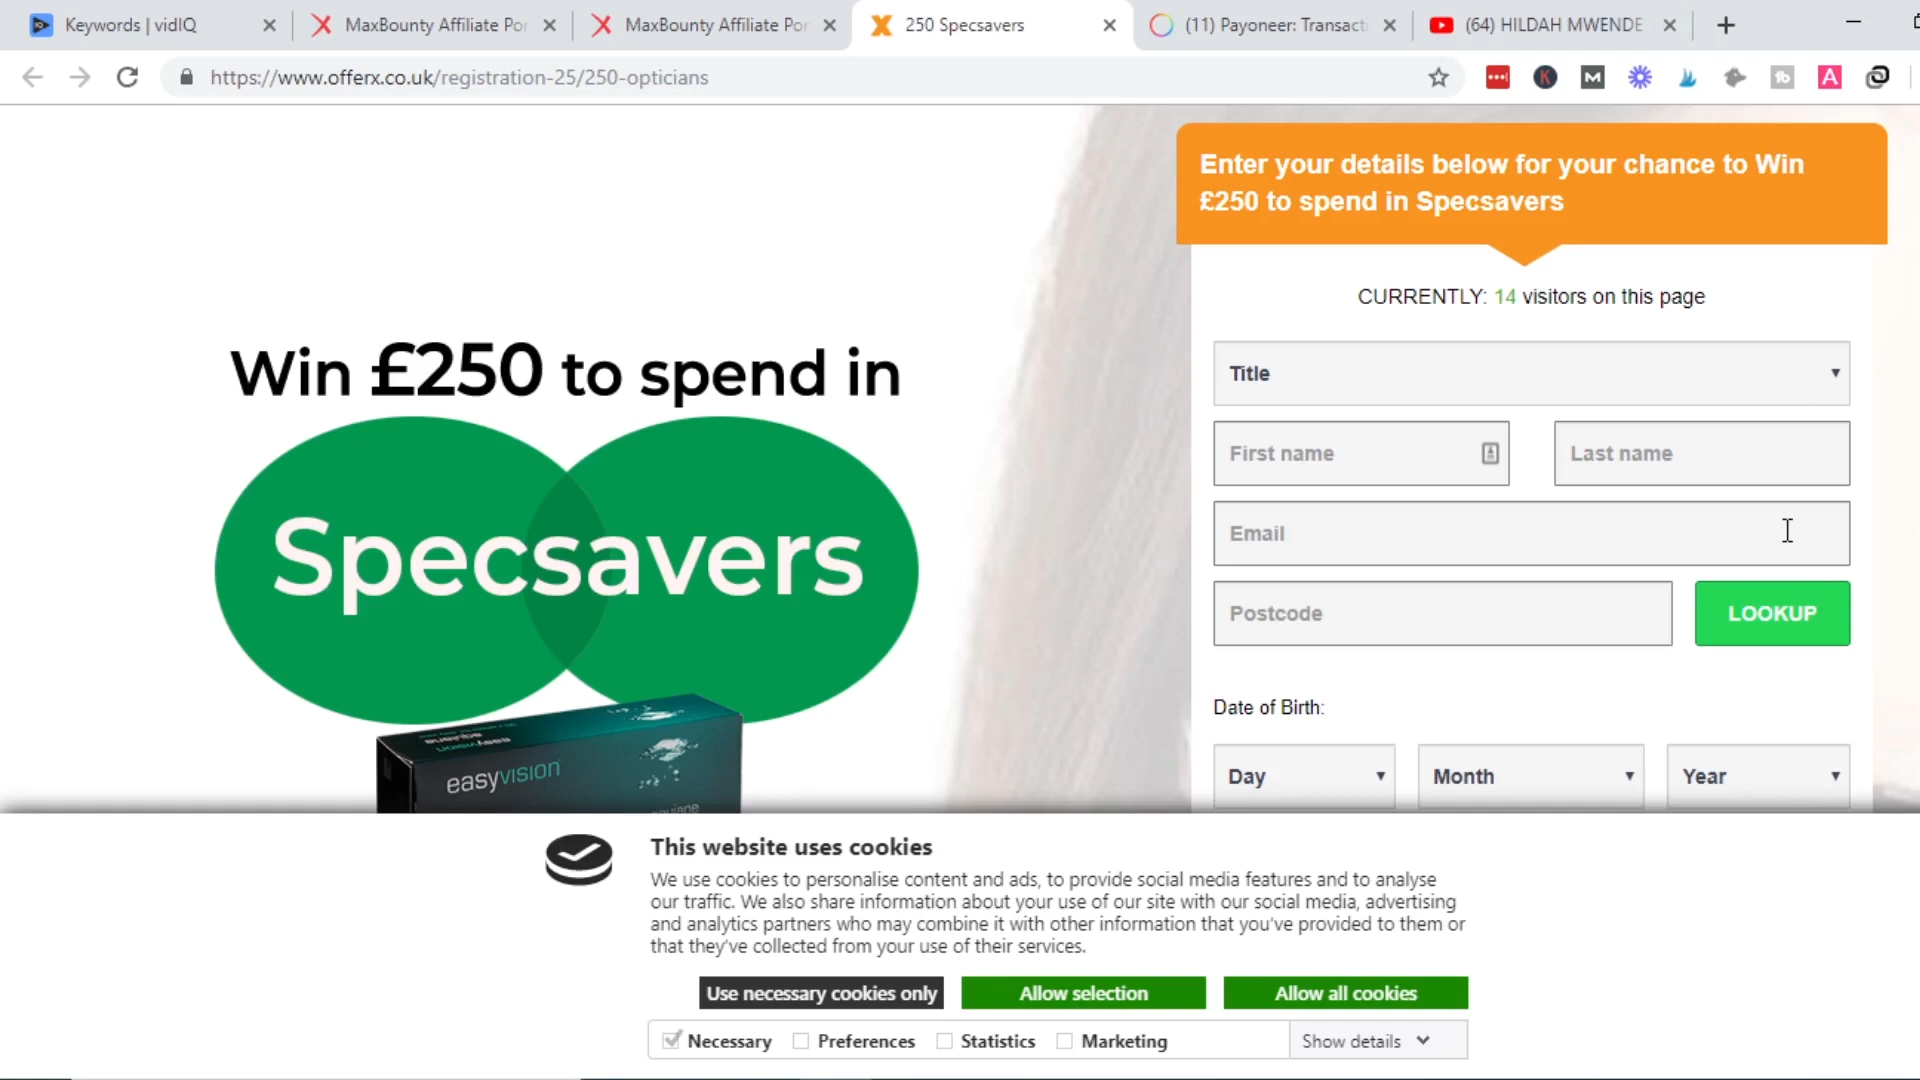 Keywords | vidIQ
MaxBounty Affiliate Por
MaxBounty Affiliate Por
250 Specsavers
(11) Payoneer: Transacti
(64) HILDAH MWENDE
https://www.offerx.co.uk/registration-25/250-opticians
Enter your details below for your chance to Win
£250 to spend in Specsavers
CURRENTLY: 14 visitors on this page
Title
First name
Last name
Email
Postcode
LOOKUP
Date of Birth:
Day
Month
Year
Win £250 to spend in
Specsavers
easyvision
This website uses cookies
We use cookies to personalise content and ads, to provide social media features and to analyse
our traffic. We also share information about your use of our site with our social media, advertising
and analytics partners who may combine it with other information that you've provided to them or
that they've collected from your use of their services.
Use necessary cookies only
Allow selection
Allow all cookies
Necessary
Preferences
Statistics
Marketing
Show details